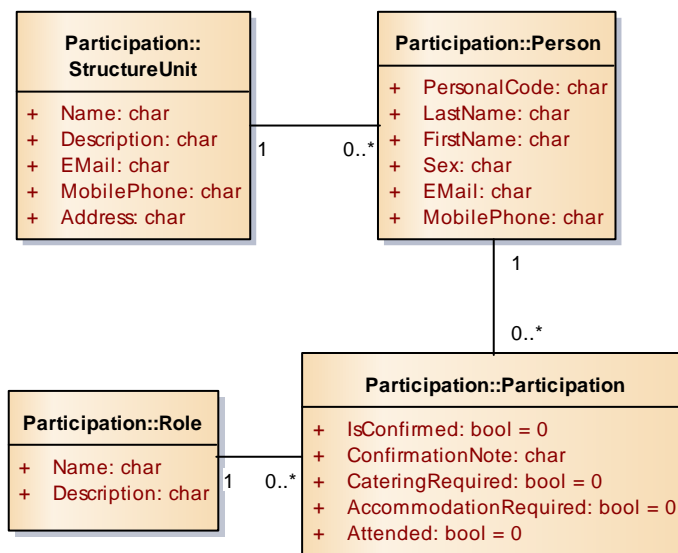 Participation::
StructureUnit
+ Name: char
+ Description: char
+ EMail: char
+ MobilePhone: char
+ Address: char
1
0..*
Participation::Person
+ PersonalCode: char
+ LastName: char
+ FirstName: char
+ Sex: char
+ EMail: char
+ MobilePhone: char
1
0..*
Participation::Role
+ Name: char
+ Description: char
1
0..*
Participation::Participation
+ IsConfirmed: bool = 0
+ ConfirmationNote: char
+ CateringRequired: bool = 0
+ AccommodationRequired: bool = 0
+ Attended: bool = 0